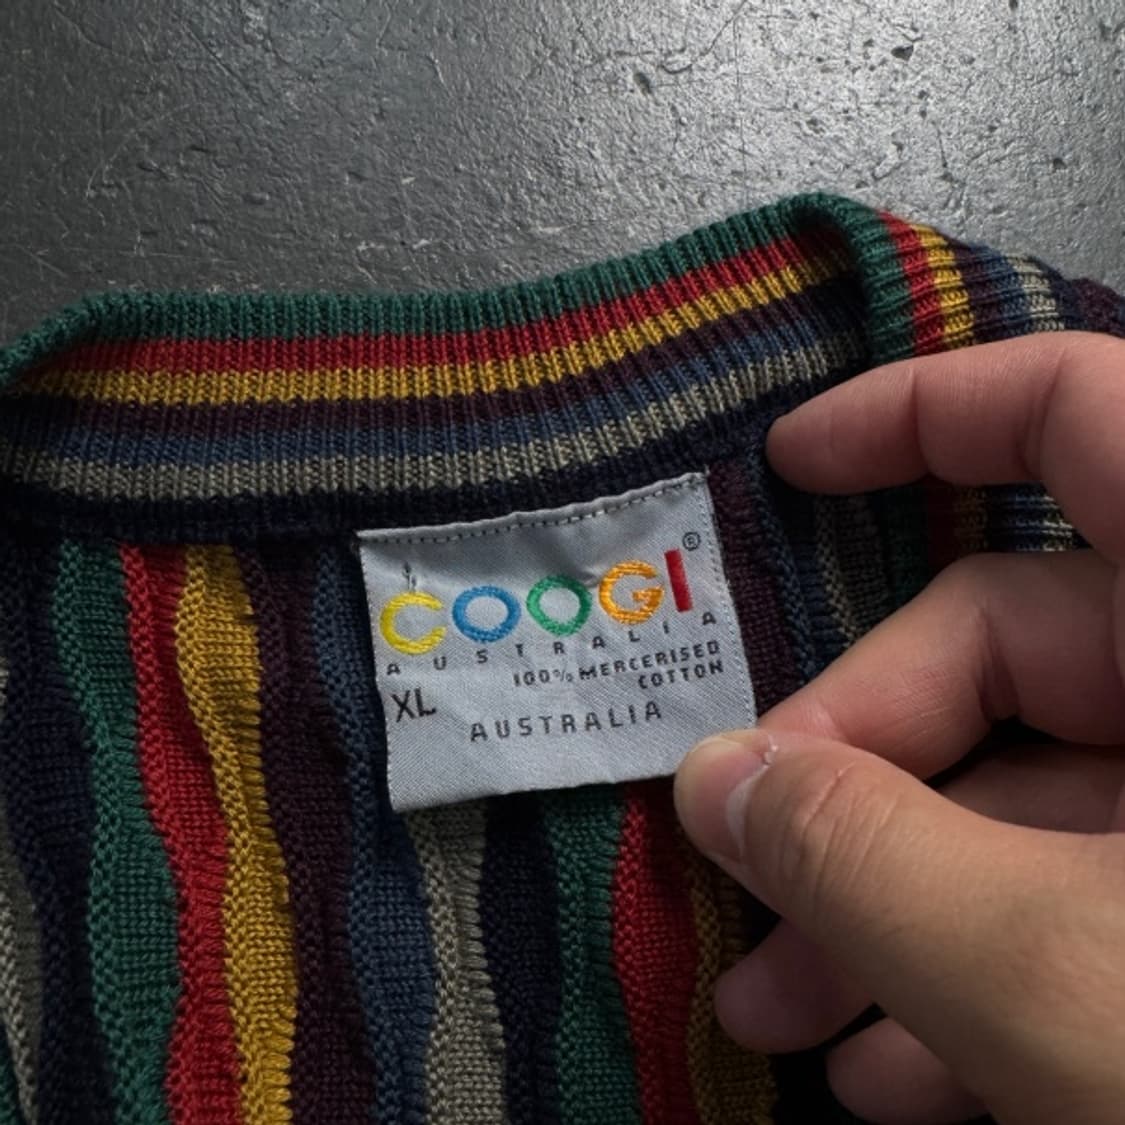 COOGI®
AUSTRALIA
100% MERCERISED
COTTON
XL
AUSTRALIA